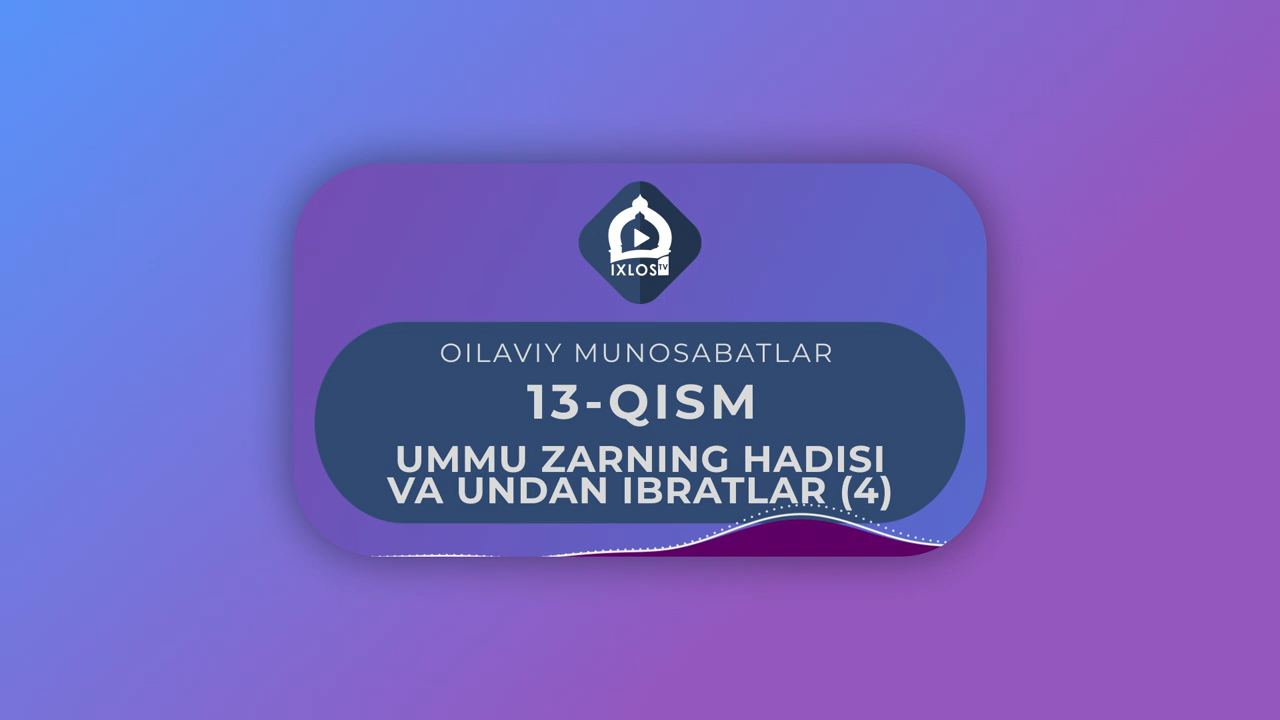 IXLOS TV
OILAVIY MUNOSABATLAR
13-QISM
UMMU ZARNING HADISI
VA UNDAN IBRATLAR (4)